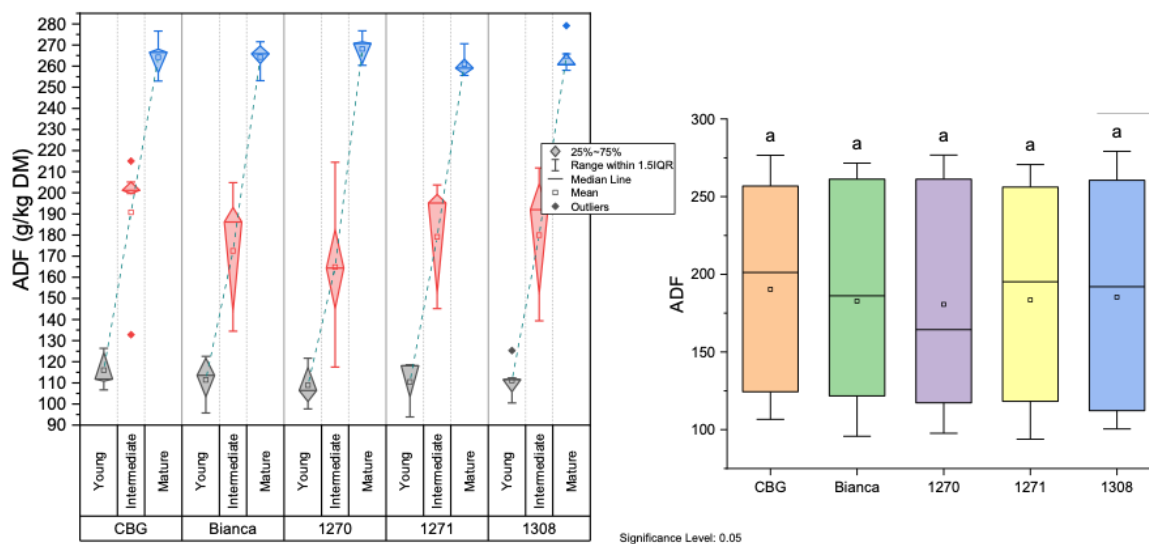 ADF (g/kg DM)
280
270
260
250
240
230
220
210
200
190
180
170
160
150
140
130
120
110
100
90
Young Intermediate Mature Young Intermediate Mature Young Intermediate Mature Young Intermediate Mature Young Intermediate Mature
CBG Bianca 1270 1271 1308
25%~75%
Range within 1.5IQR
Median Line
Mean
Outliers
ADF
300
250
200
150
100
a a a a a
CBG Bianca 1270 1271 1308
Significance Level: 0.05